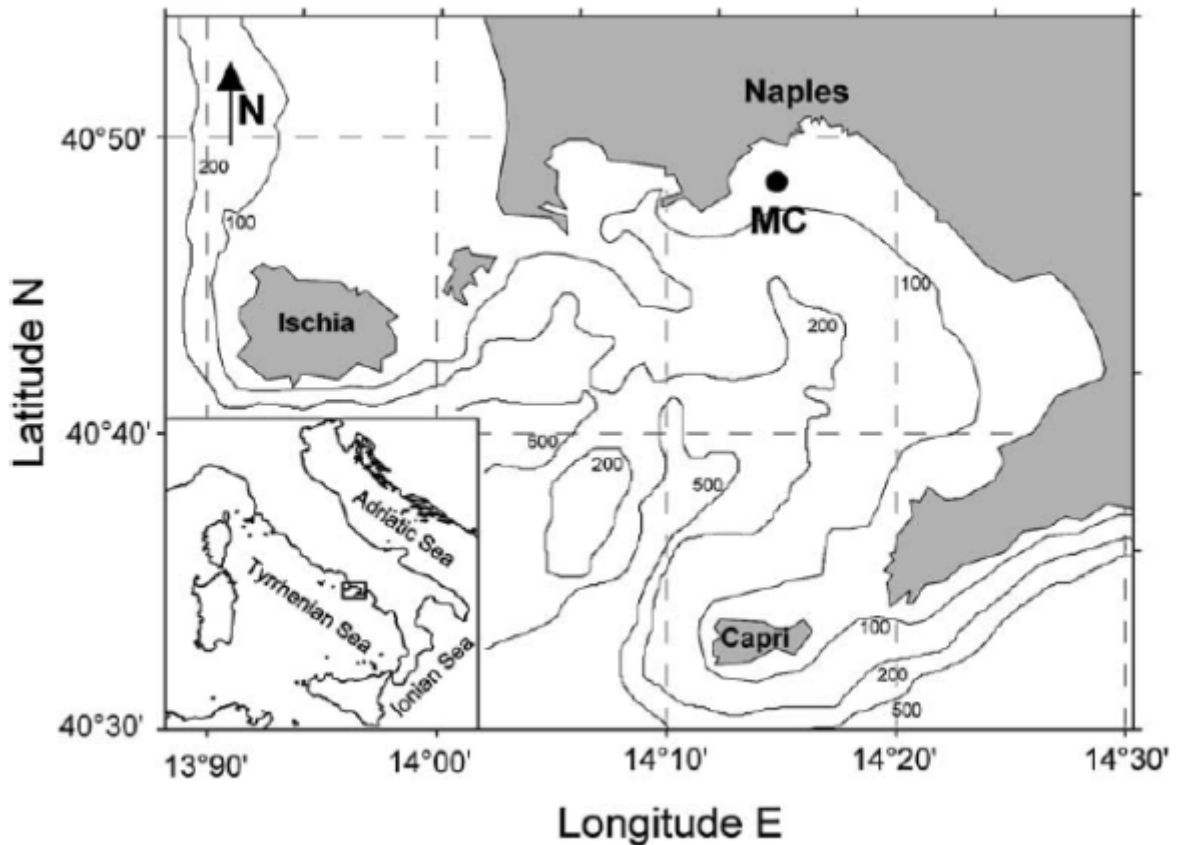 Naples
N
40°50'
200
MC
100
100
Ischia
200
Latitude N
40°40'
500
200
500
Adriatic Sea
Tyrrhenian Sea
Ionian Sea
Capri
100
200
500
40°30'
13°90'
14°00'
14°10'
14°20'
14°30'
Longitude E